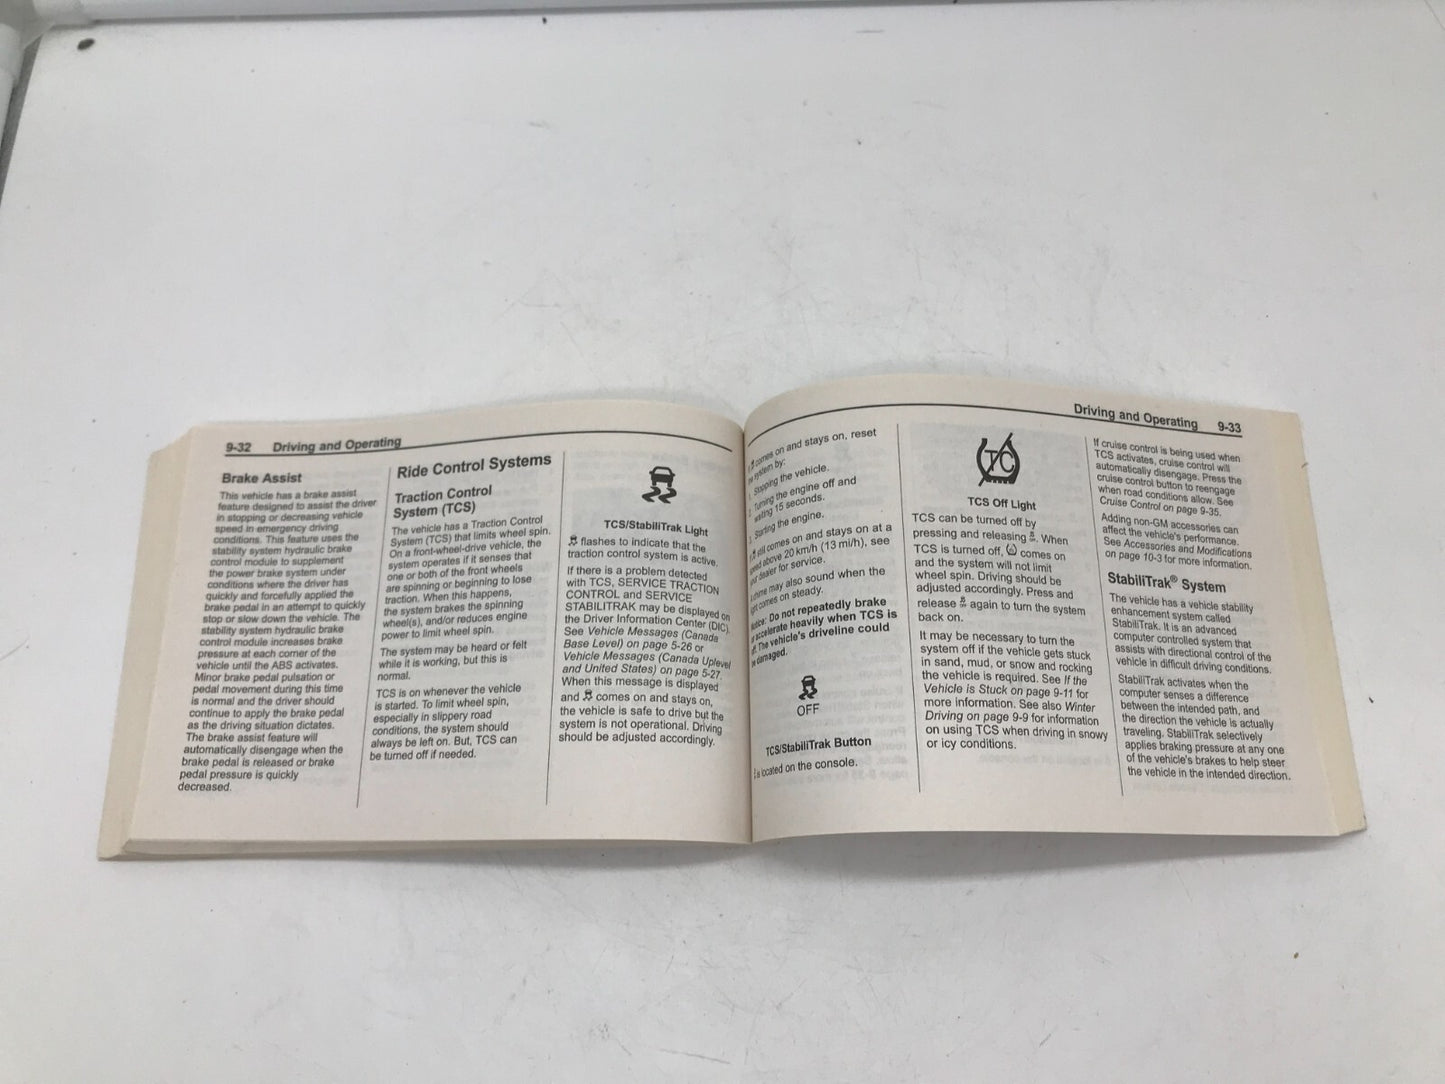 9-32 Driving and Operating
Brake Assist
This vehicle has a brake assist
feature designed to assist the driver
in stopping or decreasing vehicle
speed in emergency driving
conditions. This feature uses the
stability system hydraulic brake
control module to supplement
the power brake system under
conditions where the driver has
quickly and forcefully applied the
brake pedal in an attempt to quickly
stop or slow down the vehicle. The
stability system hydraulic brake
control module increases brake
pressure at each corner of the
vehicle until the ABS activates.
Minor brake pedal pulsation or
pedal movement during this time
is normal and the driver should
continue to apply the brake pedal
as the driving situation dictates.
The brake assist feature will
automatically disengage when the
brake pedal is released or brake
pedal pressure is quickly
decreased.
Ride Control Systems
Traction Control
System (TCS)
The vehicle has a Traction Control
System (TCS) that limits wheel spin.
On a front-wheel-drive vehicle, the
system operates if it senses that
one or both of the front wheels
are spinning or beginning to lose
traction. When this happens,
the system brakes the spinning
wheel(s), and/or reduces engine
power to limit wheel spin.
The system may be heard or felt
while it is working, but this is
normal.
TCS is on whenever the vehicle
is started. To limit wheel spin,
especially in slippery road
conditions, the system should
always be left on. But, TCS can
be turned off if needed.
TCS/StabiliTrak Light
flashes to indicate that the
traction control system is active.
If there is a problem detected
with TCS, SERVICE TRACTION
CONTROL and SERVICE
STABILITRAK may be displayed on
the Driver Information Center (DIC).
See Vehicle Messages (Canada
Base Level) on page 5-26 or
Vehicle Messages (Canada Uplevel
and United States) on page 5-27.
When this message is displayed
and comes on and stays on,
the vehicle is safe to drive but the
system is not operational. Driving
should be adjusted accordingly.
Driving and Operating 9-33
comes on and stays on, reset
the system by:
1. Stopping the vehicle.
2. Turning the engine off and
waiting 15 seconds.
3. Starting the engine.
still comes on and stays on at a
speed above 20 km/h (13 mi/h), see
your dealer for service.
A chime may also sound when the
light comes on steady.
Notice: Do not repeatedly brake
or accelerate heavily when TCS is
off. The vehicle's driveline could
be damaged.
OFF
TCS/StabiliTrak Button
is located on the console.
TC
TCS Off Light
TCS can be turned off by
pressing and releasing . When
TCS is turned off, comes on
and the system will not limit
wheel spin. Driving should be
adjusted accordingly. Press and
release again to turn the system
back on.
It may be necessary to turn the
system off if the vehicle gets stuck
in sand, mud, or snow and rocking
the vehicle is required. See If the
Vehicle is Stuck on page 9-11 for
more information. See also Winter
Driving on page 9-9 for information
on using TCS when driving in snowy
or icy conditions.
If cruise control is being used when
TCS activates, cruise control will
automatically disengage. Press the
cruise control button to reengage
when road conditions allow. See
Cruise Control on page 9-35.
Adding non-GM accessories can
affect the vehicle's performance.
See Accessories and Modifications
on page 10-3 for more information.
StabiliTrak® System
The vehicle has a vehicle stability
enhancement system called
StabiliTrak. It is an advanced
computer controlled system that
assists with directional control of the
vehicle in difficult driving conditions.
StabiliTrak activates when the
computer senses a difference
between the intended path, and
the direction the vehicle is actually
traveling. StabiliTrak selectively
applies braking pressure at any one
of the vehicle's brakes to help steer
the vehicle in the intended direction.